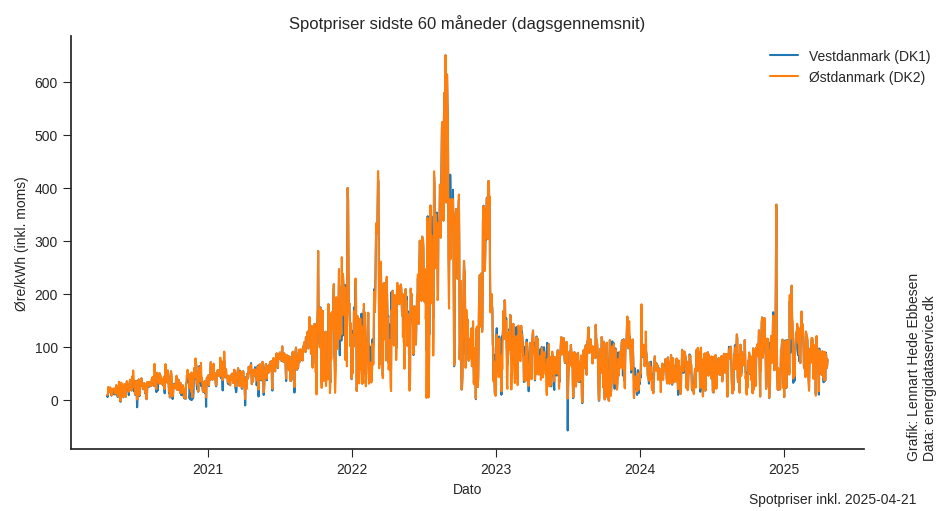 Spotpriser sidste 60 måneder (dagsgennemsnit)
Vestdanmark (DK1)
Østdanmark (DK2)
Øre/kWh (inkl. moms)
600
500
400
300
200
100
0
2021
2022
2023
2024
2025
Dato
Grafik: Lennart Hede Ebbesen
Data: energidataservice.dk
Spotpriser inkl. 2025-04-21